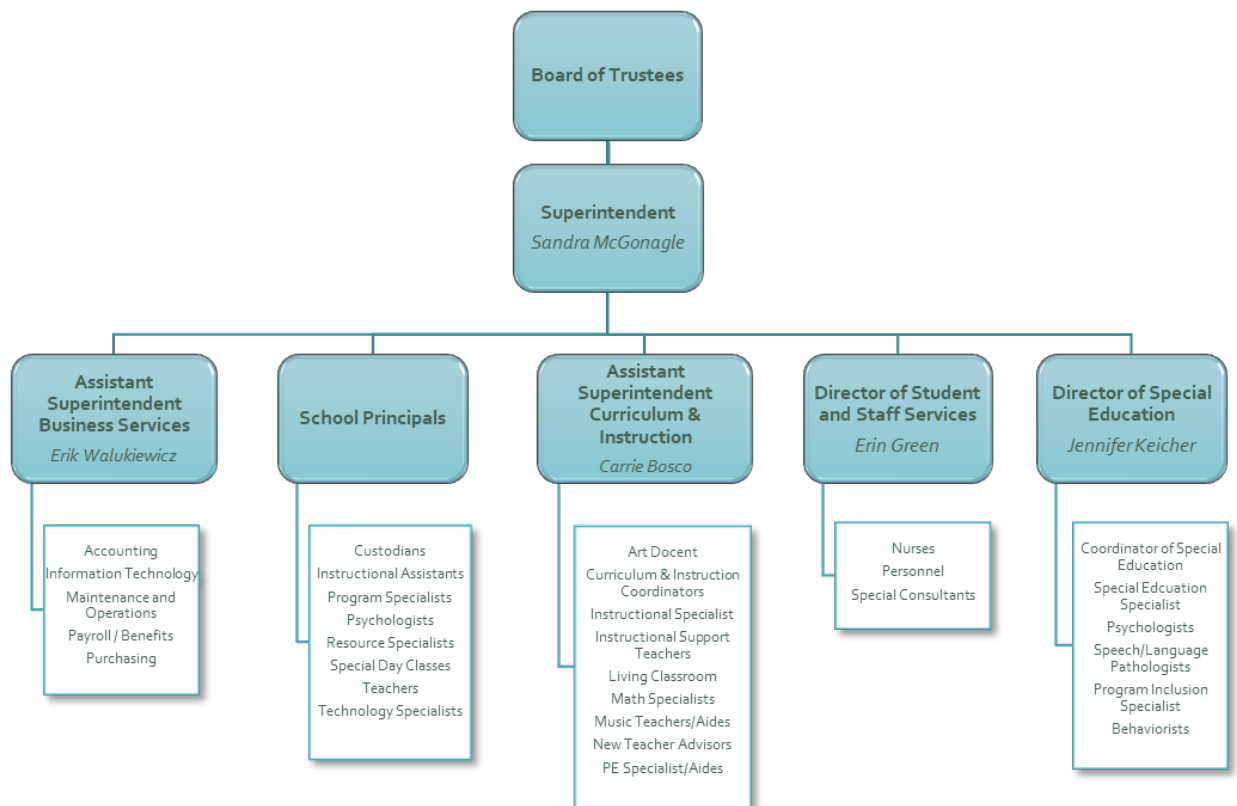 Board of Trustees
Superintendent
Sandra McGonagle
Assistant
Superintendent
Business Services
Erik Walukiewicz
School Principals
Assistant
Superintendent
Curriculum &
Instruction
Carrie Bosco
Director of Student
and Staff Services
Erin Green
Director of Special
Education
Jennifer Keicher
Accounting
Information Technology
Maintenance and
Operations
Payroll / Benefits
Purchasing
Custodians
Instructional Assistants
Program Specialists
Psychologists
Resource Specialists
Special Day Classes
Teachers
Technology Specialists
Art Docent
Curriculum & Instruction
Coordinators
Instructional Specialist
Instructional Support
Teachers
Living Classroom
Math Specialists
Music Teachers/Aides
New Teacher Advisors
PE Specialist/Aides
Nurses
Personnel
Special Consultants
Coordinator of Special
Education
Special Edcuation
Specialist
Psychologists
Speech/Language
Pathologists
Program Inclusion
Specialist
Behaviorists